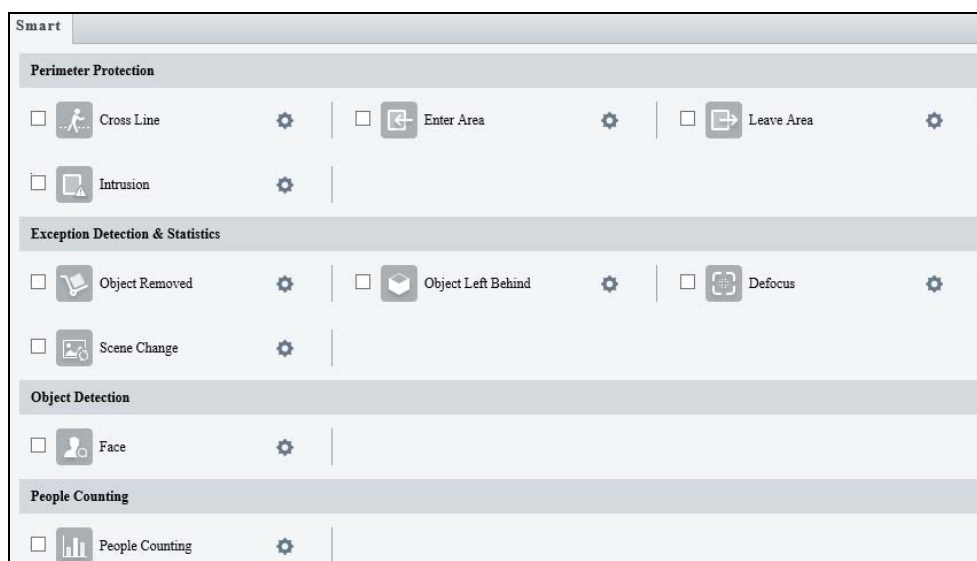 Smart
Perimeter Protection
Cross Line
Enter Area
Leave Area
Intrusion
Exception Detection & Statistics
Object Removed
Object Left Behind
Defocus
Scene Change
Object Detection
Face
People Counting
People Counting